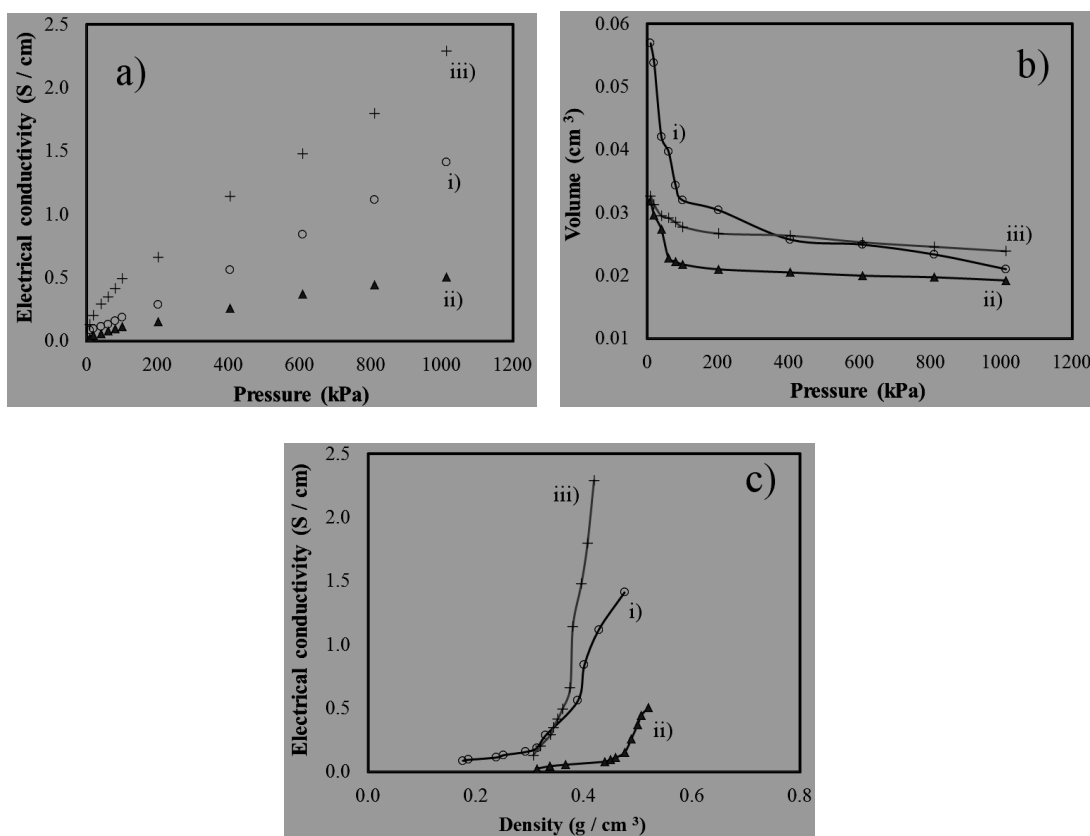 a)
Electrical conductivity (S / cm)
2.5
2.0
1.5
1.0
0.5
0.0
iii)
i)
ii)
0 200 400 600 800 1000 1200
Pressure (kPa)
b)
Volume (cm ³)
0.06
0.05
0.04
0.03
0.02
0.01
i)
iii)
ii)
0 200 400 600 800 1000 1200
Pressure (kPa)
c)
Electrical conductivity (S / cm)
2.5
2.0
1.5
1.0
0.5
0.0
iii)
i)
ii)
0.0 0.2 0.4 0.6 0.8
Density (g / cm ³)